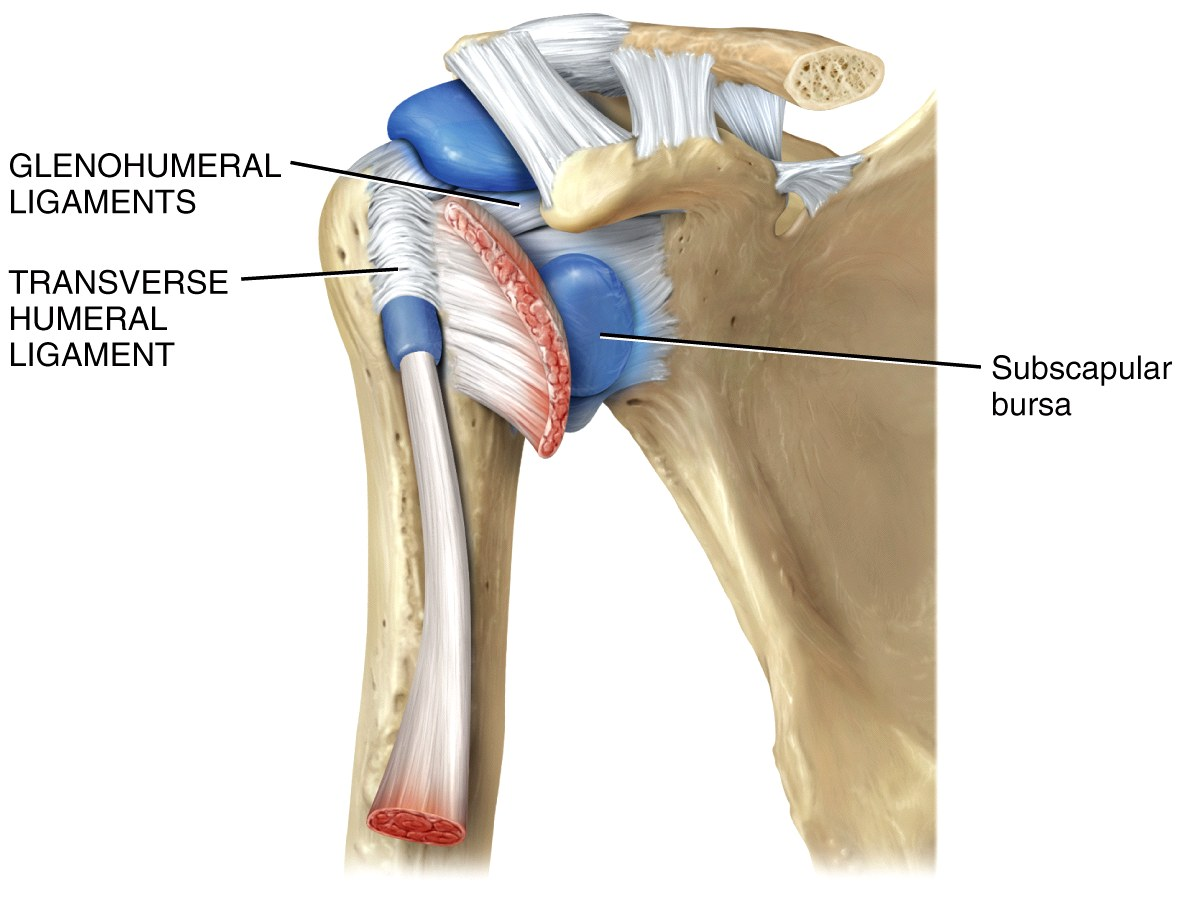 GLENOHUMERAL
LIGAMENTS
TRANSVERSE
HUMERAL
LIGAMENT
Subscapular
bursa